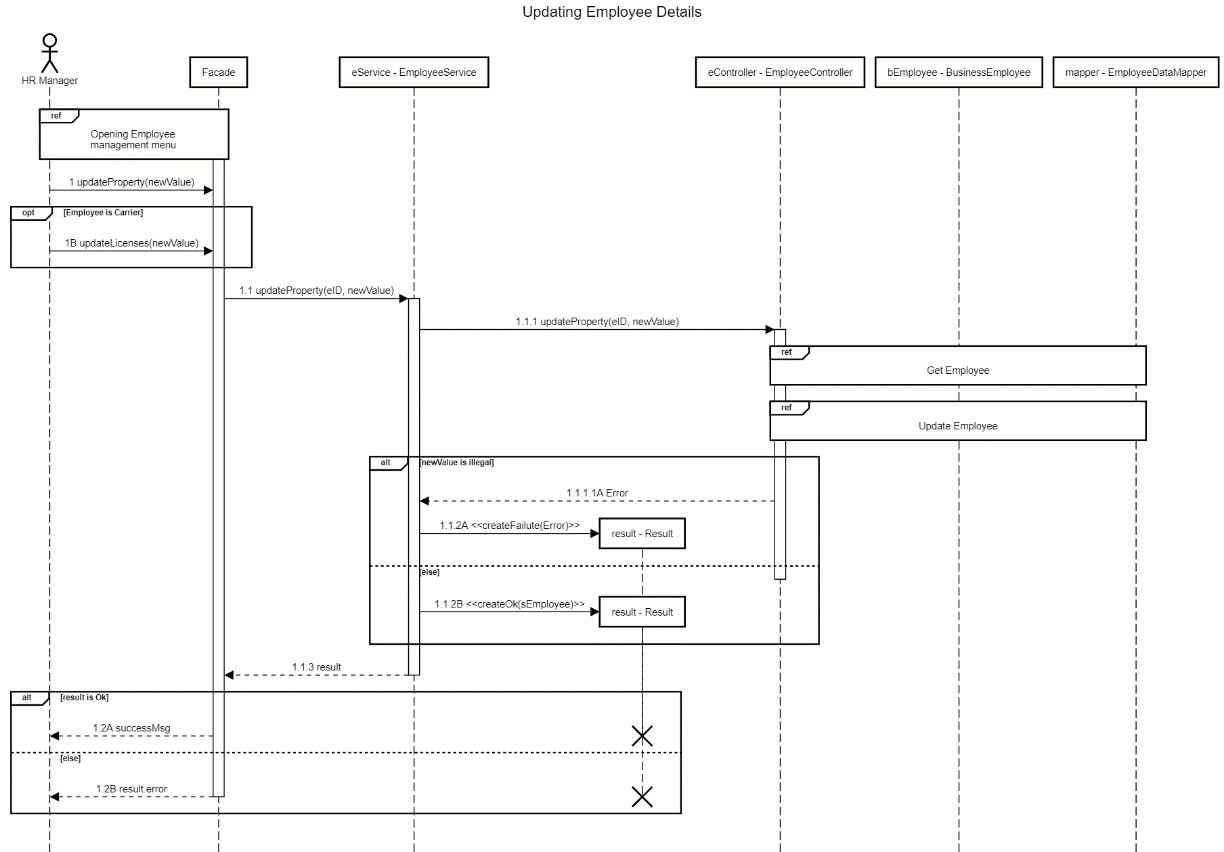 Updating Employee Details
HR Manager
Facade
eService - EmployeeService
eController - EmployeeController
bEmployee - BusinessEmployee
mapper - EmployeeDataMapper
ref
Opening Employee
management menu
1 updateProperty(newValue)
opt
[Employee is Carrier]
1B updateLicenses(newValue)
1.1 updateProperty(eID, newValue)
1.1.1 updateProperty(eID, newValue)
ref
Get Employee
ref
Update Employee
alt
[newValue is illegal]
1.1.1.1A Error
1.1.2A <<createFailute(Error)>>
result - Result
[else]
1.1.2B <<createOk(sEmployee)>>
result - Result
1.1.3 result
alt
[result is Ok]
1.2A successMsg
[else]
1.2B result.error